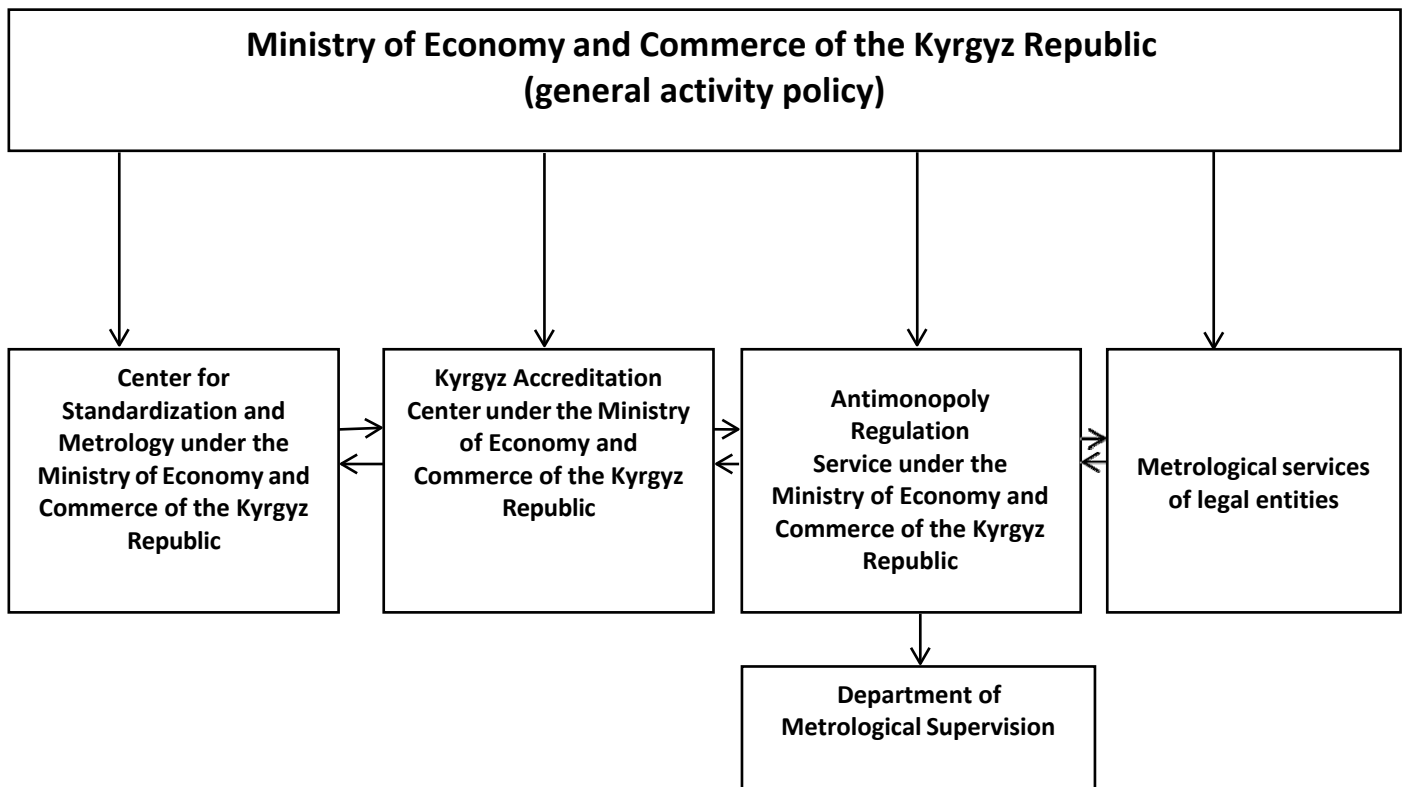 Ministry of Economy and Commerce of the Kyrgyz Republic
(general activity policy)
Center for
Standardization and
Metrology under the
Ministry of Economy and
Commerce of the Kyrgyz
Republic
Kyrgyz Accreditation
Center under the Ministry
of Economy and
Commerce of the Kyrgyz
Republic
Antimonopoly
Regulation
Service under the
Ministry of Economy and
Commerce of the Kyrgyz
Republic
Metrological services
of legal entities
Department of
Metrological Supervision